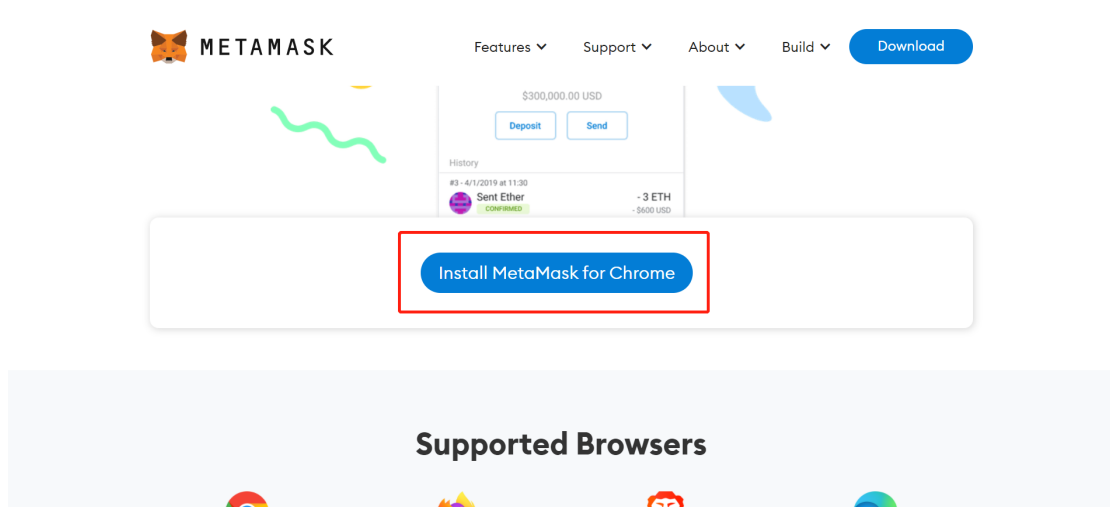 METAMASK
Features
Support
About
Build
Download
$300,000.00 USD
Deposit
Send
History
#3 - 4/1/2019 at 11:30
Sent Ether
- 3 ETH
CONFIRMED
- $600 USD
Install MetaMask for Chrome
Supported Browsers